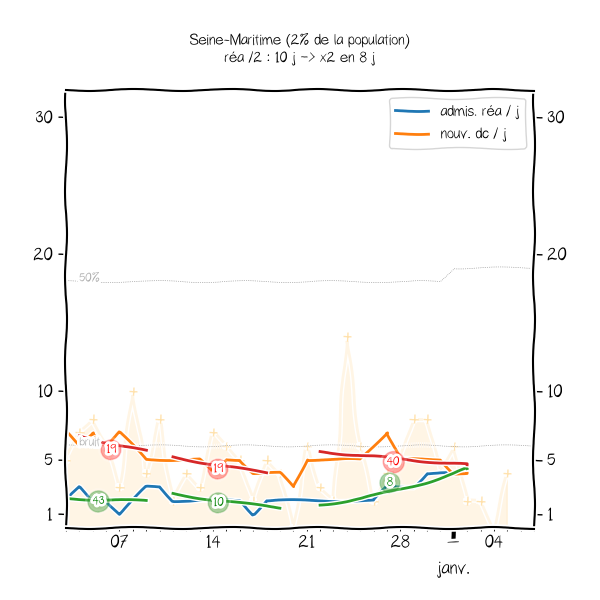 Seine-Maritime (2% de la population)
réa /2 : 10 j -> x2 en 8 j
admis. réa / j
nouv. dc / j
30 30
20 20
50%
10 10
bruit
19 19 40
5 5
8
43 10
1 1
07 14 21 28 1 04
janv.